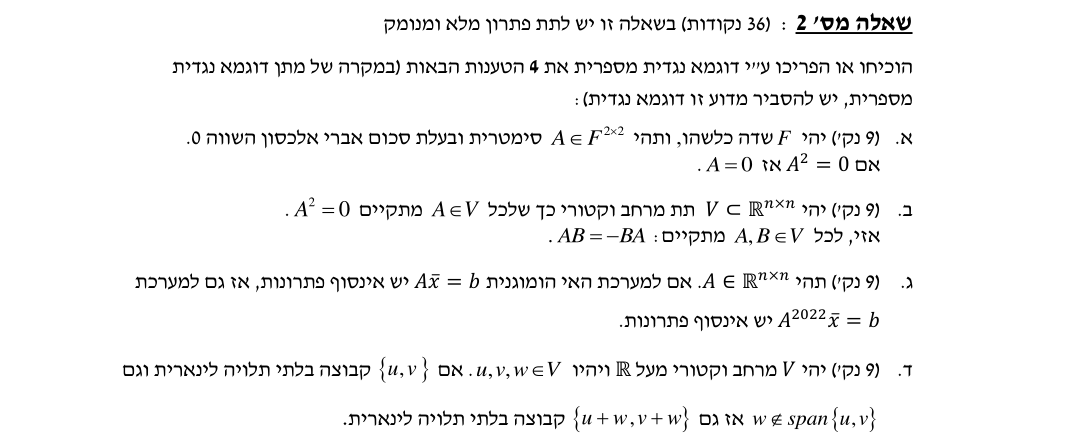 שאלה מס' 2 : (36 נקודות) בשאלה זו יש לתת פתרון מלא ומנומק
הוכיחו או הפריכו ע"י דוגמא נגדית מספרית את 4 הטענות הבאות (במקרה של מתן דוגמא נגדית
מספרית, יש להסביר מדוע זו דוגמא נגדית):
א. (9 נק') יהי F שדה כלשהו, ותהי A ∈ F²ˣ² סימטרית ובעלת סכום אברי אלכסון השווה 0.
אם A² = 0 אז A = 0 .
ב. (9 נק') יהי V ⊂ ℝⁿˣⁿ תת מרחב וקטורי כך שלכל A ∈ V מתקיים A² = 0 .
אזי, לכל A, B ∈ V מתקיים : AB = −BA .
ג. (9 נק') תהי A ∈ ℝⁿˣⁿ. אם למערכת האי הומוגנית Ax̄ = b יש אינסוף פתרונות, אז גם למערכת
A²⁰²²x̄ = b יש אינסוף פתרונות.
ד. (9 נק') יהי V מרחב וקטורי מעל ℝ ויהיו u, v, w ∈ V . אם {u, v} קבוצה בלתי תלויה לינארית וגם
w ∉ span{u, v} אז גם {u + w, v + w} קבוצה בלתי תלויה לינארית.